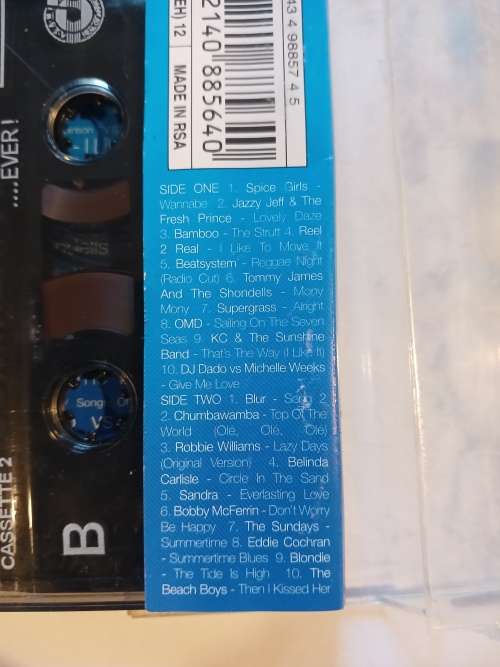 ....EVER!
CASSETTE 2
B
Songs
VS
43 4 98857 4 5
2140 885640
EH) 12
MADE IN RSA
SIDE ONE 1. Spice Girls -
Wannabe 2. Jazzy Jeff & The
Fresh Prince - Lovely Daze
3. Bamboo - The Strutt 4. Reel
2 Real - I Like To Move It
5. Beatsystem - Reggae Night
(Radio Cut) 6. Tommy James
And The Shondells - Mony
Mony 7. Supergrass - Alright
8. OMD - Sailing On The Seven
Seas 9. KC & The Sunshine
Band - That's The Way (I Like It)
10. DJ Dado vs Michelle Weeks
- Give Me Love
SIDE TWO 1. Blur - Song 2
2. Chumbawamba - Top Of The
World (Ole, Ole, Ole)
3. Robbie Williams - Lazy Days
(Original Version) 4. Belinda
Carlisle - Circle In The Sand
5. Sandra - Everlasting Love
6. Bobby McFerrin - Don't Worry
Be Happy 7. The Sundays -
Summertime 8. Eddie Cochran
- Summertime Blues 9. Blondie
- The Tide Is High 10. The
Beach Boys - Then I Kissed Her